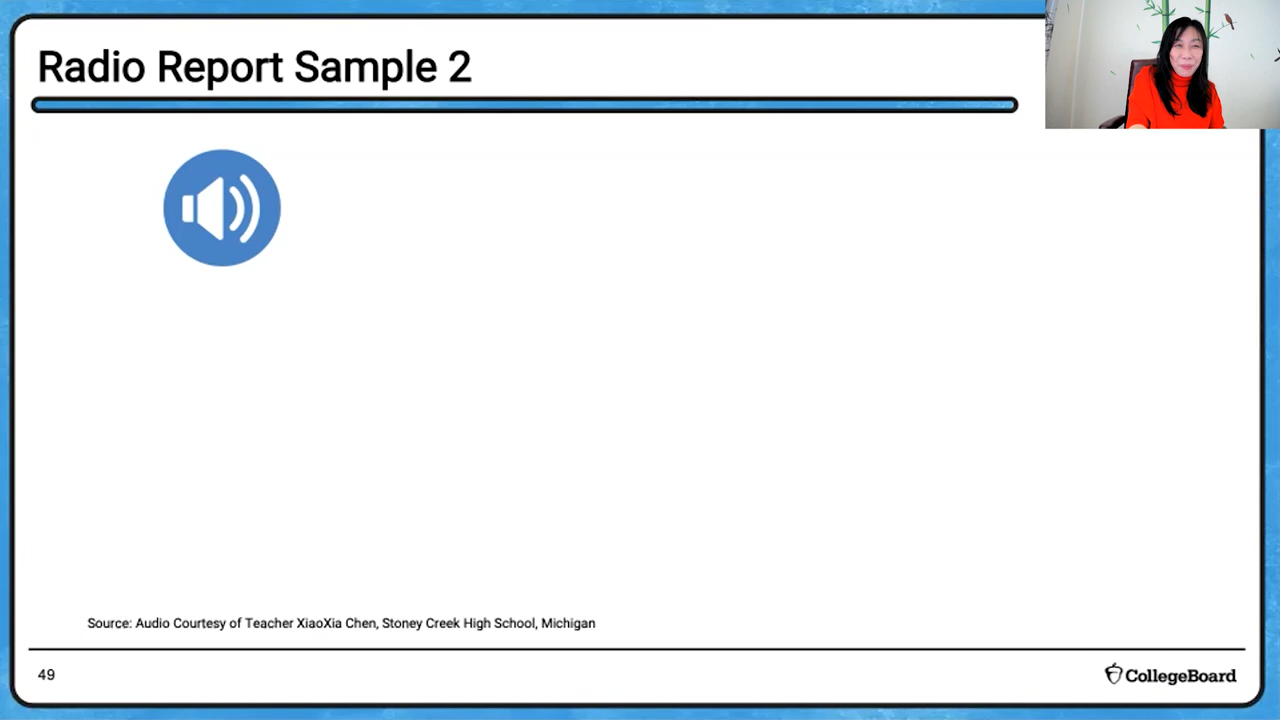 Radio Report Sample 2
Source: Audio Courtesy of Teacher XiaoXia Chen, Stoney Creek High School, Michigan
49
CollegeBoard